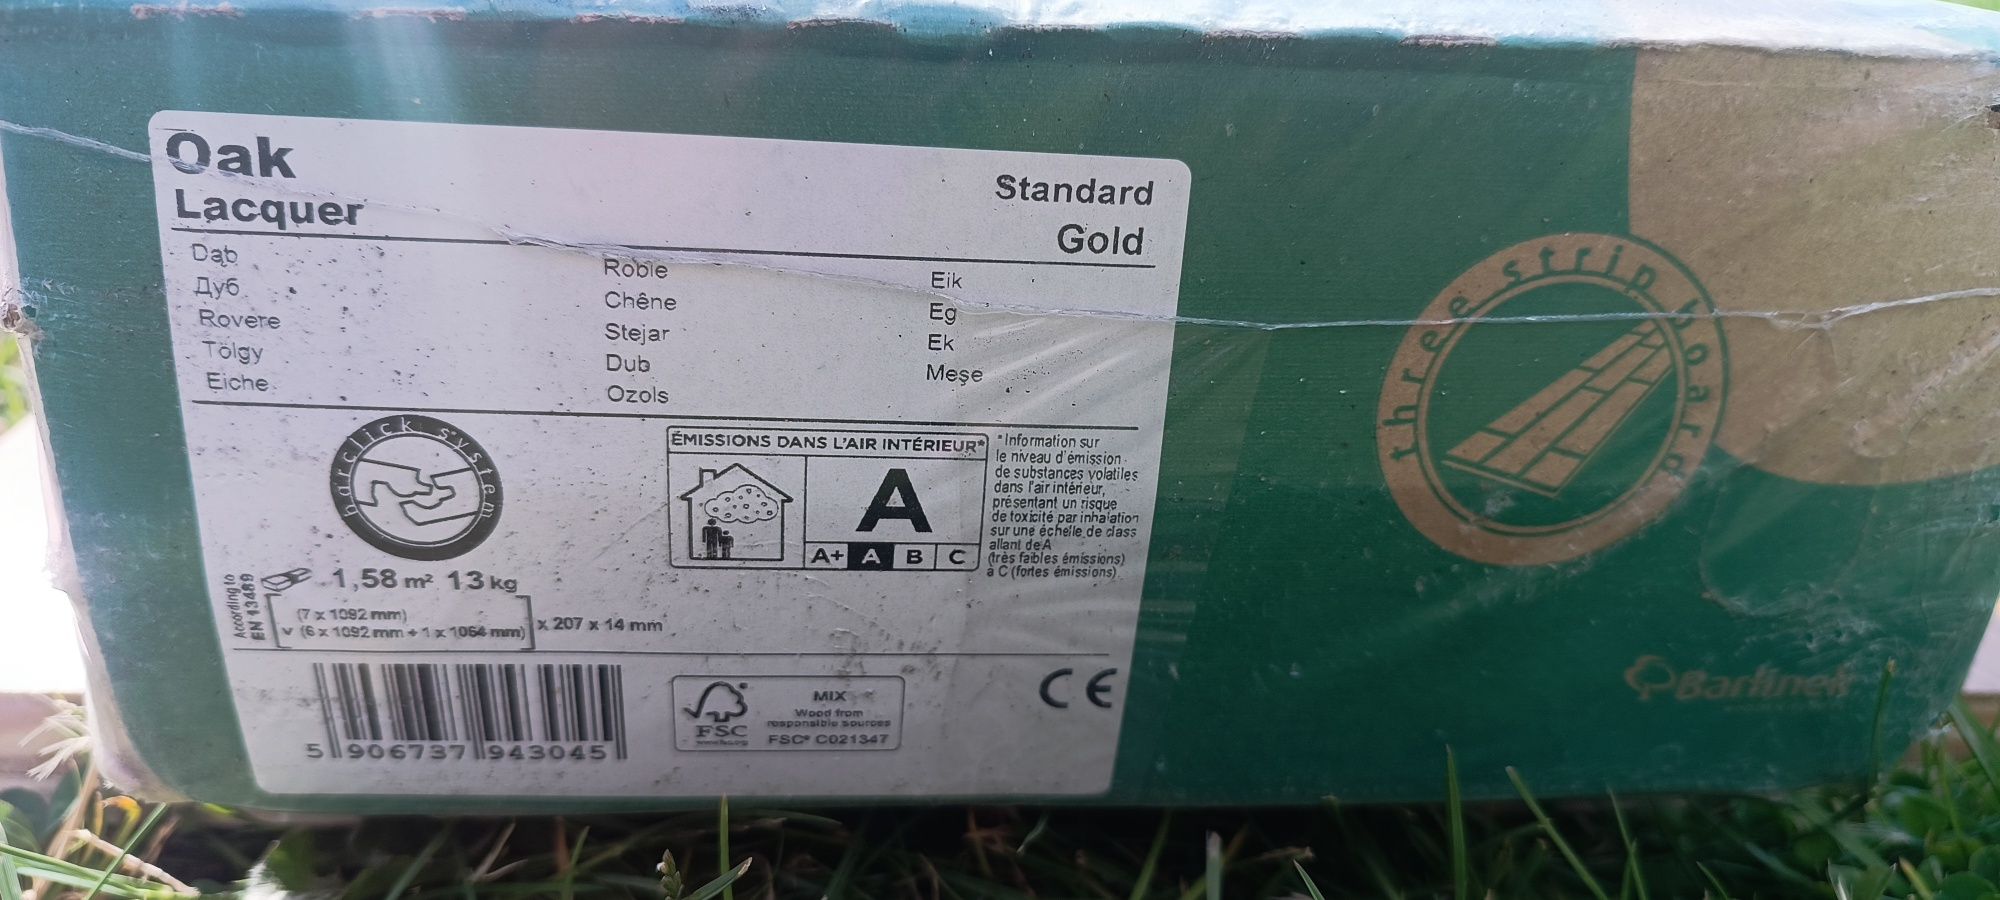 Oak
Lacquer
Standard
Gold
Dąb
Дуб
Rovere
Tölgy
Eiche
Roble
Chêne
Stejar
Dub
Ozols
Eik
Eg
Ek
Meşe
barclick system
ÉMISSIONS DANS L'AIR INTÉRIEUR*
A
A+ A B C
*Information sur
le niveau d'émission
de substances volatiles
dans l'air intérieur,
présentant un risque
de toxicité par inhalation
sur une échelle de class
allant de A
(très faibles émissions)
à C (fortes émissions)
According to
EN 13489
1,58 m² 13 kg
(7 x 1092 mm)
v (6 x 1092 mm + 1 x 1064 mm)
x 207 x 14 mm
5 906737 943045
FSC
www.fsc.org
MIX
Wood from
responsible sources
FSC® C021347
CE
three strip board
Barlinek